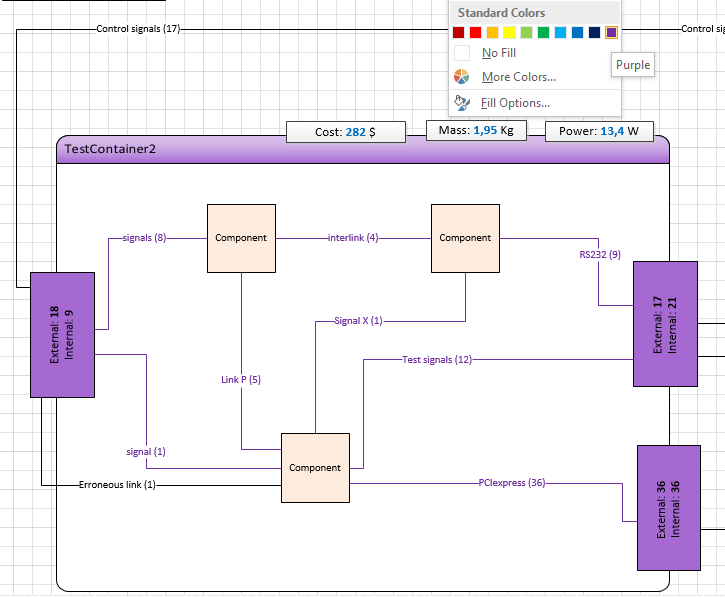 Standard Colors
Control signals (17)
Control sig
No Fill
Purple
More Colors...
Fill Options...
Cost: 282 $
Mass: 1,95 Kg
Power: 13,4 W
TestContainer2
signals (8)
Component
interlink (4)
Component
RS232 (9)
External: 18
Internal: 9
External: 17
Internal: 21
Signal X (1)
Test signals (12)
Link P (5)
signal (1)
Component
Erroneous link (1)
PCIexpress (36)
External: 36
Internal: 36